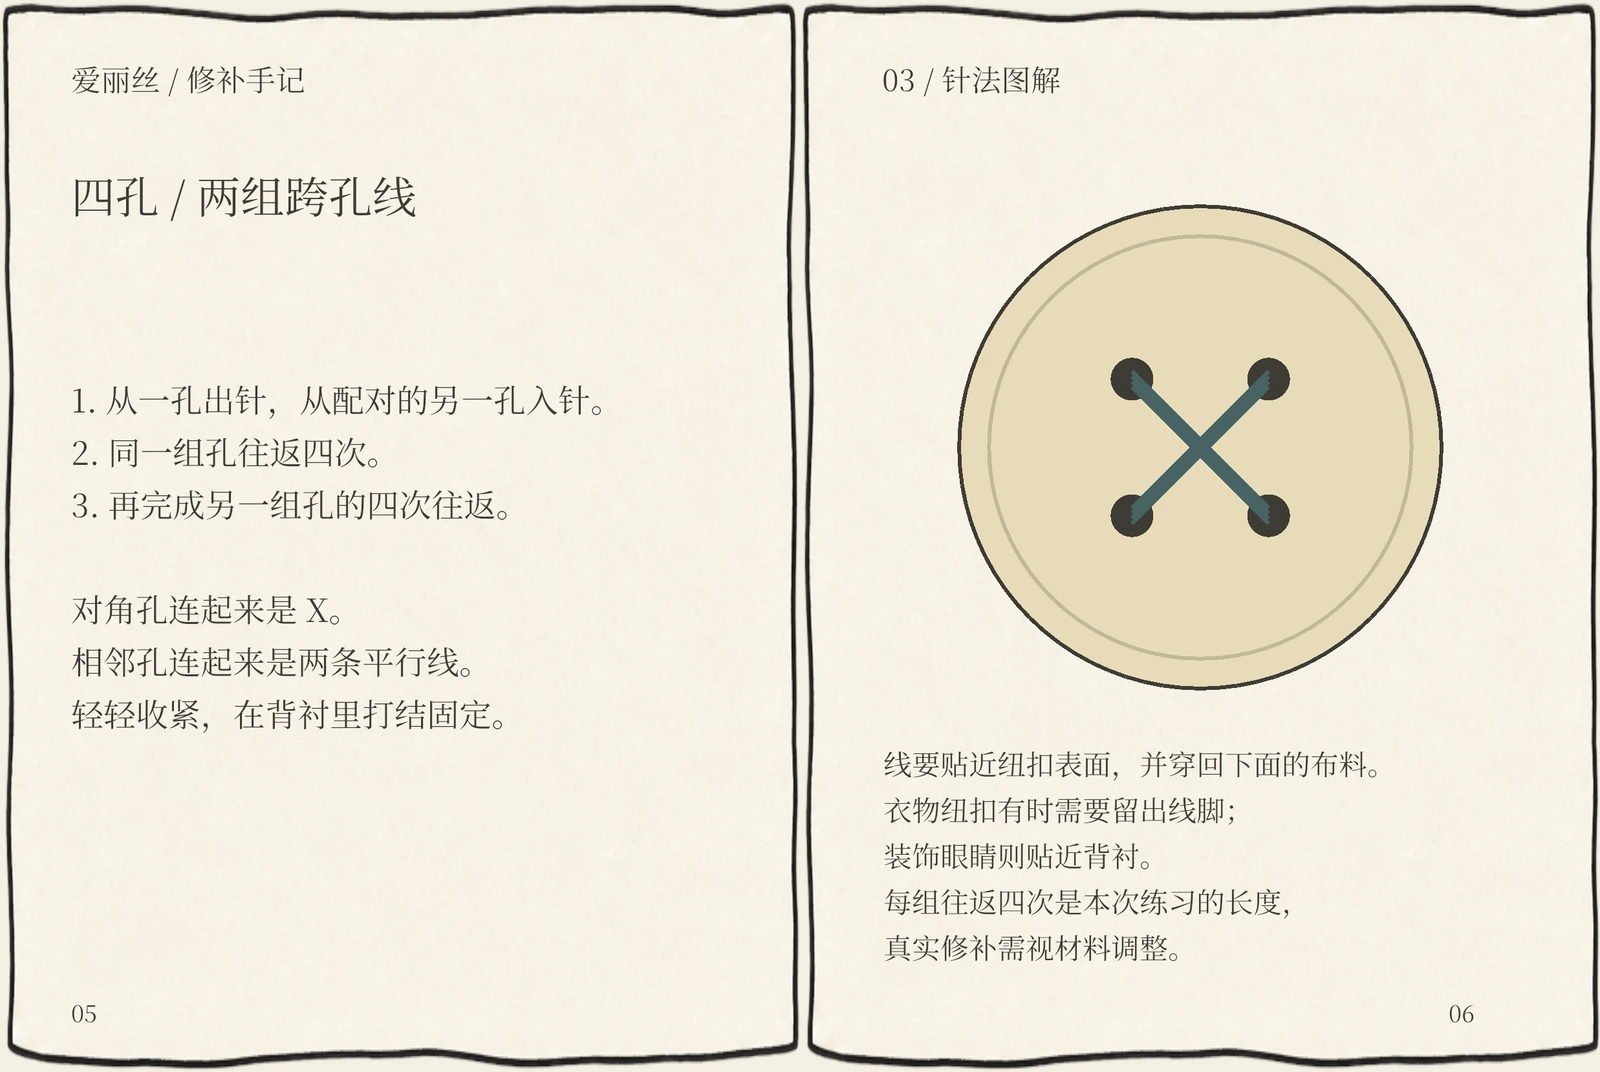 爱丽丝 / 修补手记
四孔 / 两组跨孔线
1. 从一孔出针，从配对的另一孔入针。
2. 同一组孔往返四次。
3. 再完成另一组孔的四次往返。
对角孔连起来是 X。
相邻孔连起来是两条平行线。
轻轻收紧，在背衬里打结固定。
05
03 / 针法图解
线要贴近纽扣表面，并穿回下面的布料。
衣物纽扣有时需要留出线脚；
装饰眼睛则贴近背衬。
每组往返四次是本次练习的长度，
真实修补需视材料调整。
06